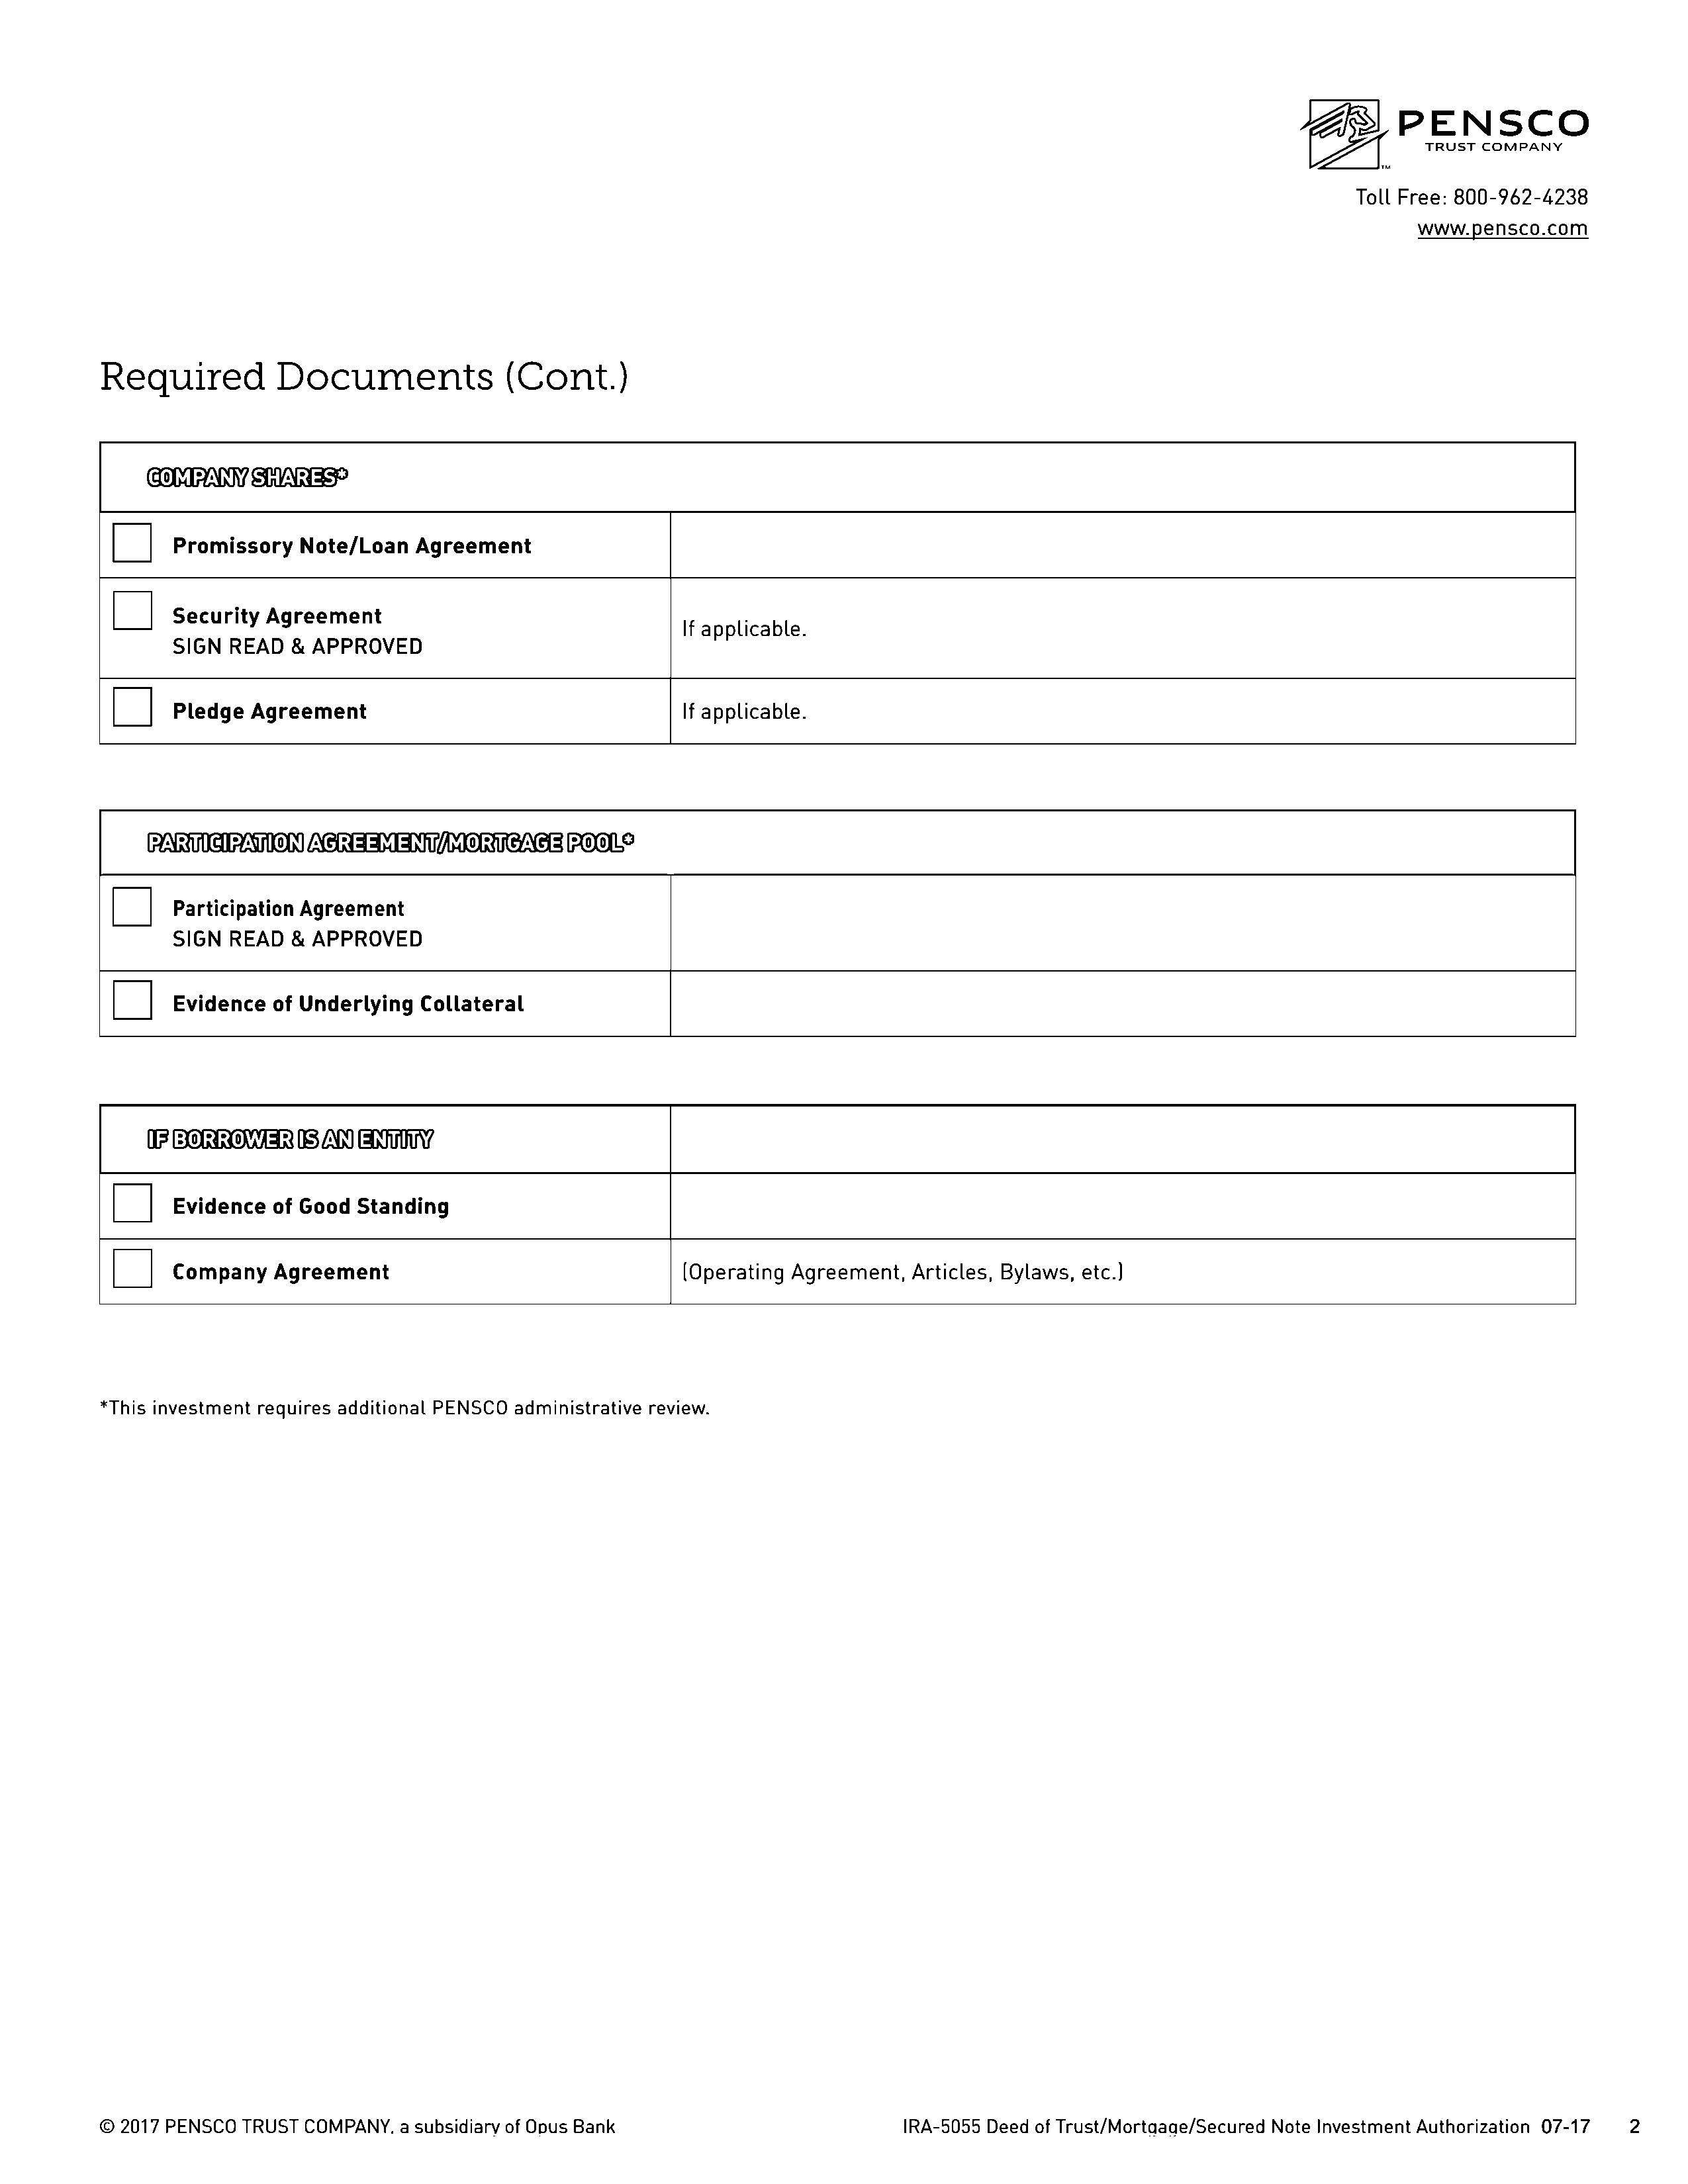 PENSCO
TRUST COMPANY
TM
Toll Free: 800-962-4238
www.pensco.com
Required Documents (Cont.)
COMPANY SHARES*
Promissory Note/Loan Agreement
Security Agreement
SIGN READ & APPROVED
If applicable.
Pledge Agreement
If applicable.
PARTICIPATION AGREEMENT/MORTGAGE POOL*
Participation Agreement
SIGN READ & APPROVED
Evidence of Underlying Collateral
IF BORROWER IS AN ENTITY
Evidence of Good Standing
Company Agreement
(Operating Agreement, Articles, Bylaws, etc.)
*This investment requires additional PENSCO administrative review.
© 2017 PENSCO TRUST COMPANY, a subsidiary of Opus Bank
IRA-5055 Deed of Trust/Mortgage/Secured Note Investment Authorization 07-17 2